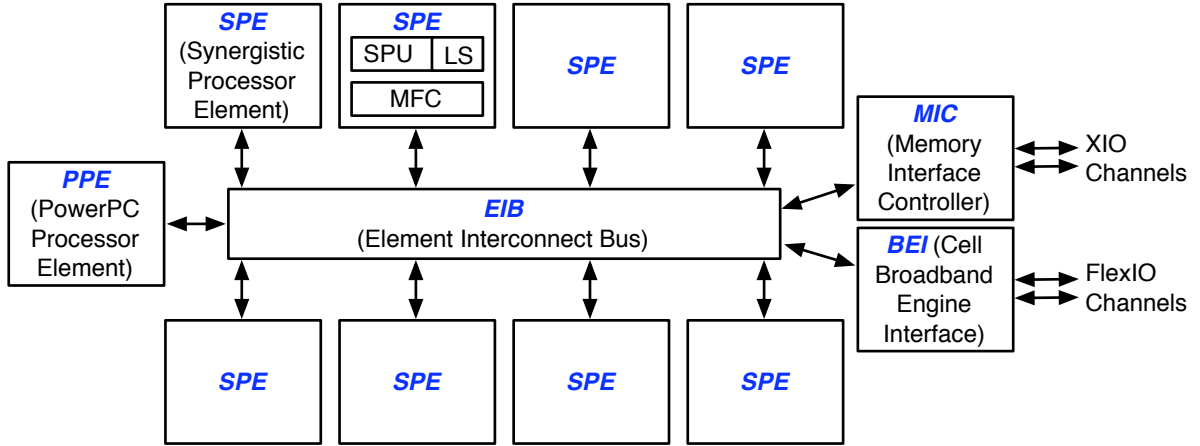 SPE
(Synergistic
Processor
Element)
SPE
SPU LS
MFC
SPE
SPE
PPE
(PowerPC
Processor
Element)
EIB
(Element Interconnect Bus)
MIC
(Memory
Interface
Controller)
XIO
Channels
BEI (Cell
Broadband
Engine
Interface)
FlexIO
Channels
SPE
SPE
SPE
SPE